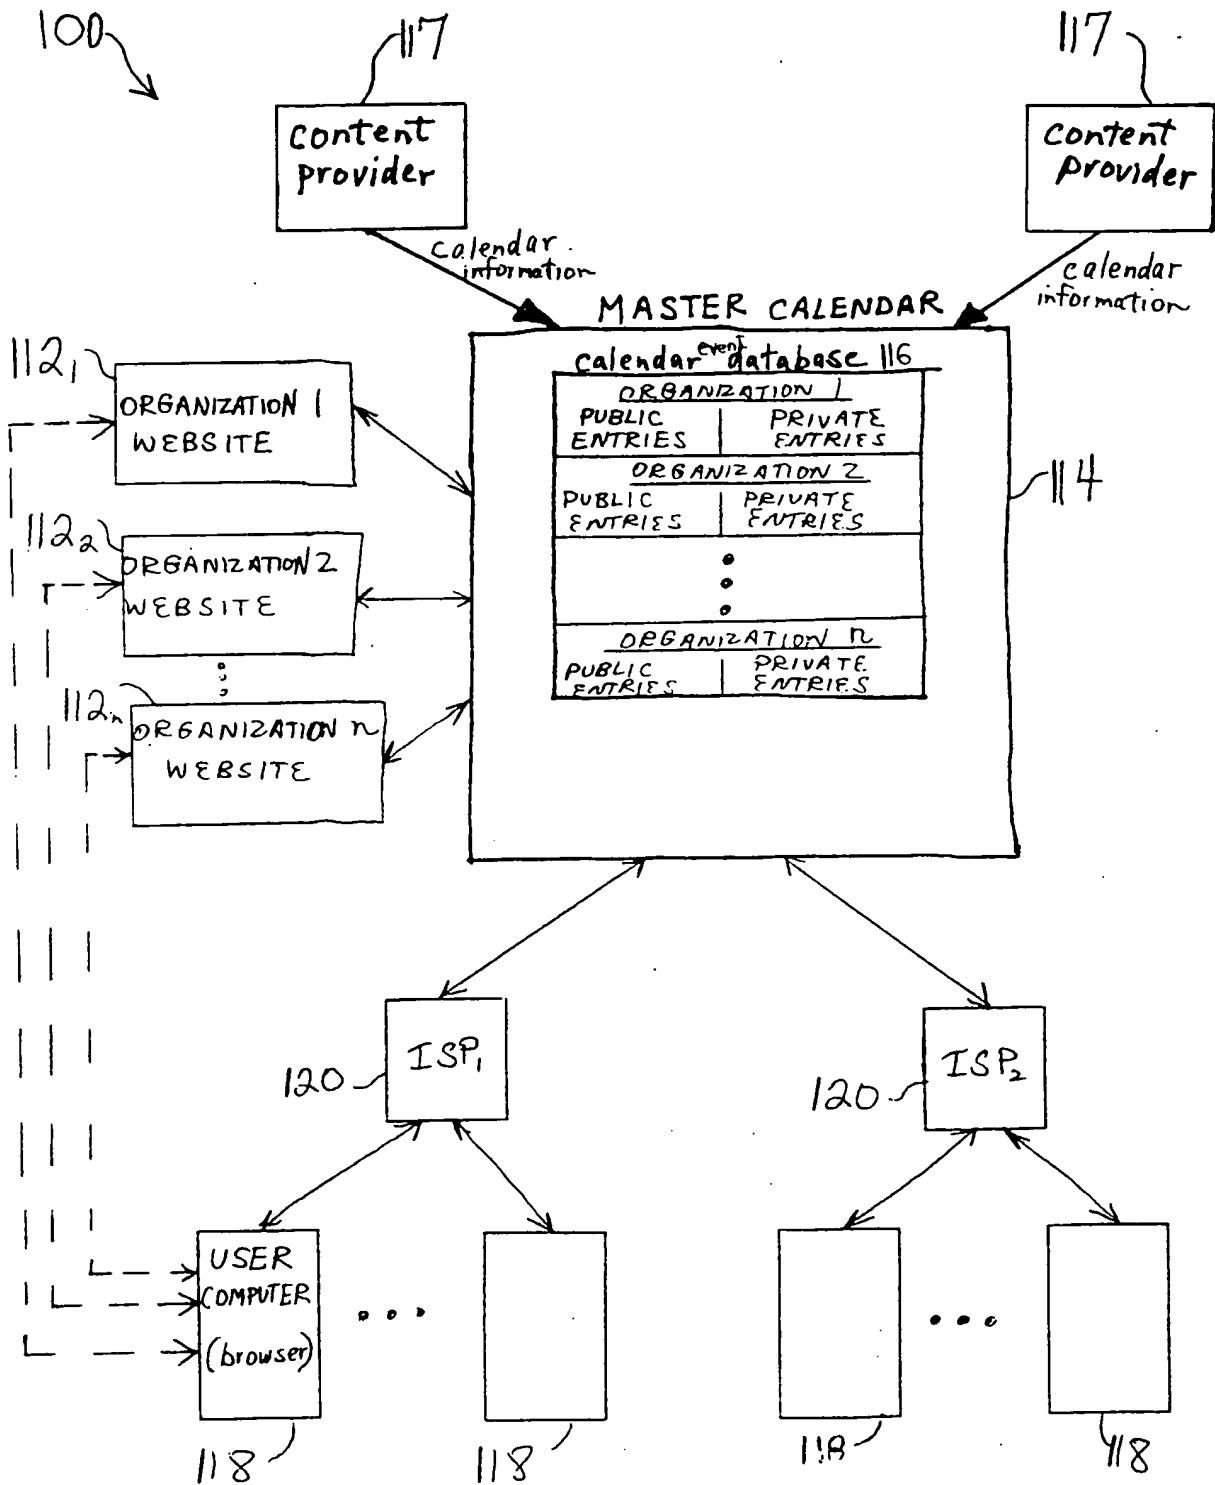 100
117
117
content
provider
content
provider
calendar
information
calendar
information
MASTER CALENDAR
calendar event database 116
112₁
ORGANIZATION 1
WEBSITE
ORGANIZATION 1
PUBLIC
ENTRIES
PRIVATE
ENTRIES
ORGANIZATION 2
PUBLIC
ENTRIES
PRIVATE
ENTRIES
114
112₂
ORGANIZATION 2
WEBSITE
ORGANIZATION n
PUBLIC
ENTRIES
PRIVATE
ENTRIES
112ₙ
ORGANIZATION n
WEBSITE
ISP₁
120
ISP₂
120
USER
COMPUTER
(browser)
118
118
118
118